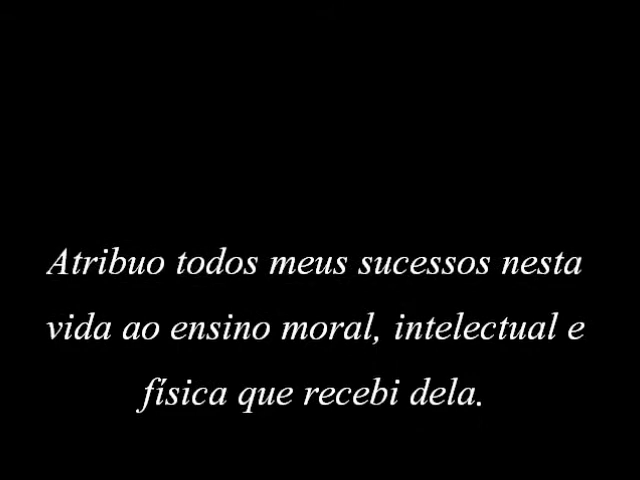 Atribuo todos meus sucessos nesta
vida ao ensino moral, intelectual e
física que recebi dela.